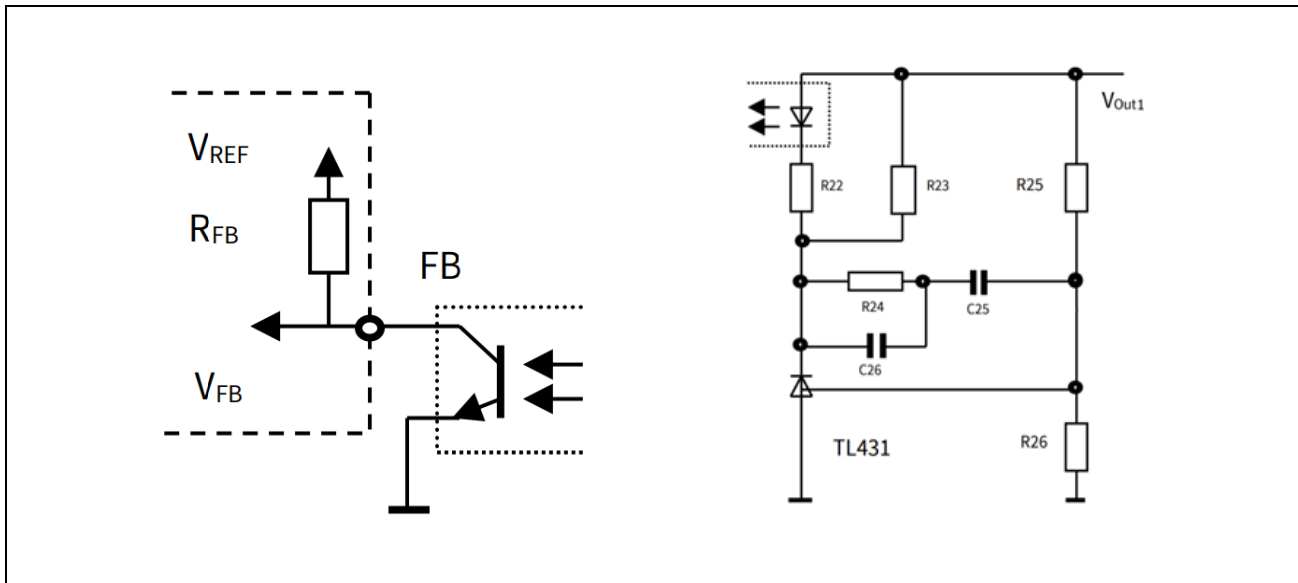 VREF
RFB
FB
VFB
VOut1
R22
R23
R25
R24
C25
C26
TL431
R26